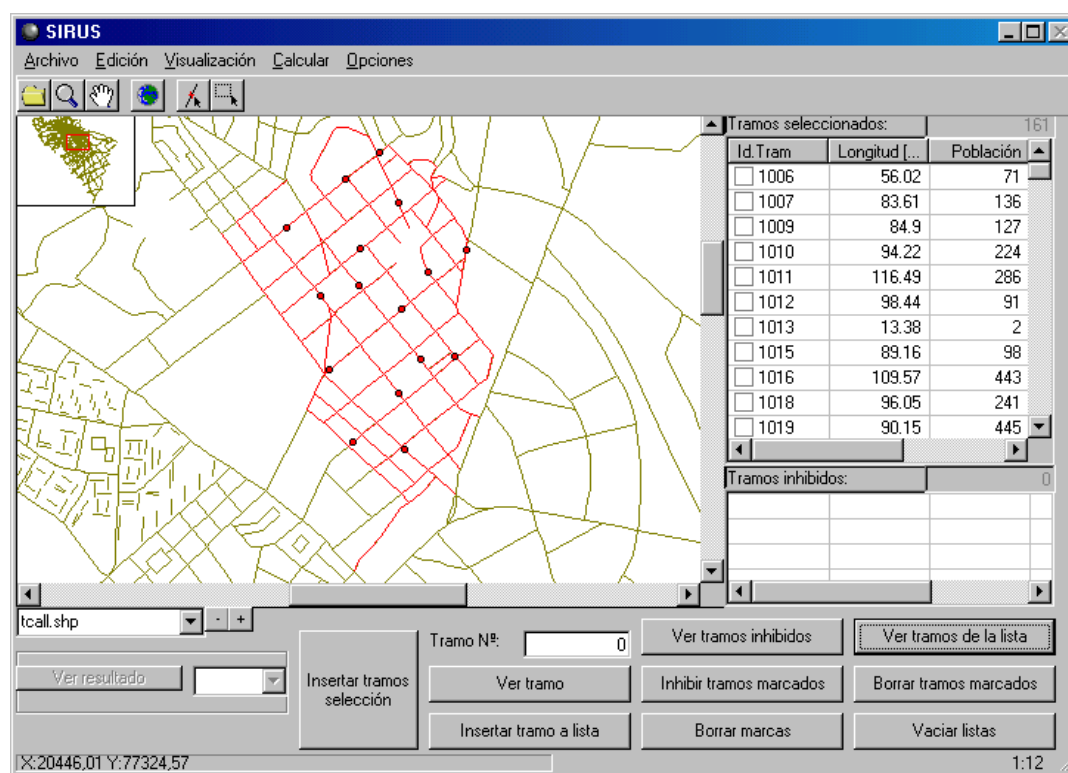 SIRUS
Archivo Edición Visualización Calcular Opciones
Tramos seleccionados: 161
Id.Tram Longitud [... Población
1006 56.02 71
1007 83.61 136
1009 84.9 127
1010 94.22 224
1011 116.49 286
1012 98.44 91
1013 13.38 2
1015 89.16 98
1016 109.57 443
1018 96.05 241
1019 90.15 445
Tramos inhibidos: 0
tcall.shp - +
Ver resultado
Insertar tramos selección
Tramo Nº: 0
Ver tramo
Insertar tramo a lista
Ver tramos inhibidos
Inhibir tramos marcados
Borrar marcas
Ver tramos de la lista
Borrar tramos marcados
Vaciar listas
X:20446,01 Y:77324,57
1:12